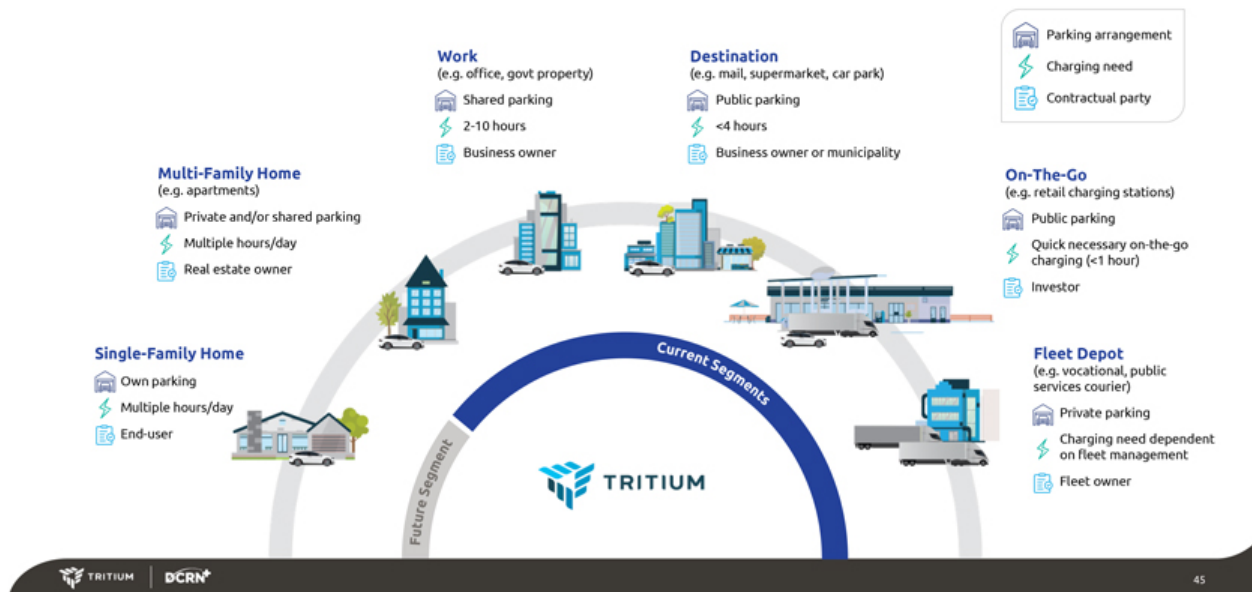 Work
(e.g. office, govt property)
Shared parking
2-10 hours
Business owner
Destination
(e.g. mail, supermarket, car park)
Public parking
<4 hours
Business owner or municipality
Parking arrangement
Charging need
Contractual party
Multi-Family Home
(e.g. apartments)
Private and/or shared parking
Multiple hours/day
Real estate owner
On-The-Go
(e.g. retail charging stations)
Public parking
Quick necessary on-the-go
charging (<1 hour)
Investor
Single-Family Home
Own parking
Multiple hours/day
End-user
Fleet Depot
(e.g. vocational, public
services courier)
Private parking
Charging need dependent
on fleet management
Fleet owner
Future Segment
Current Segments
TRITIUM
TRITIUM
DCRN+
45